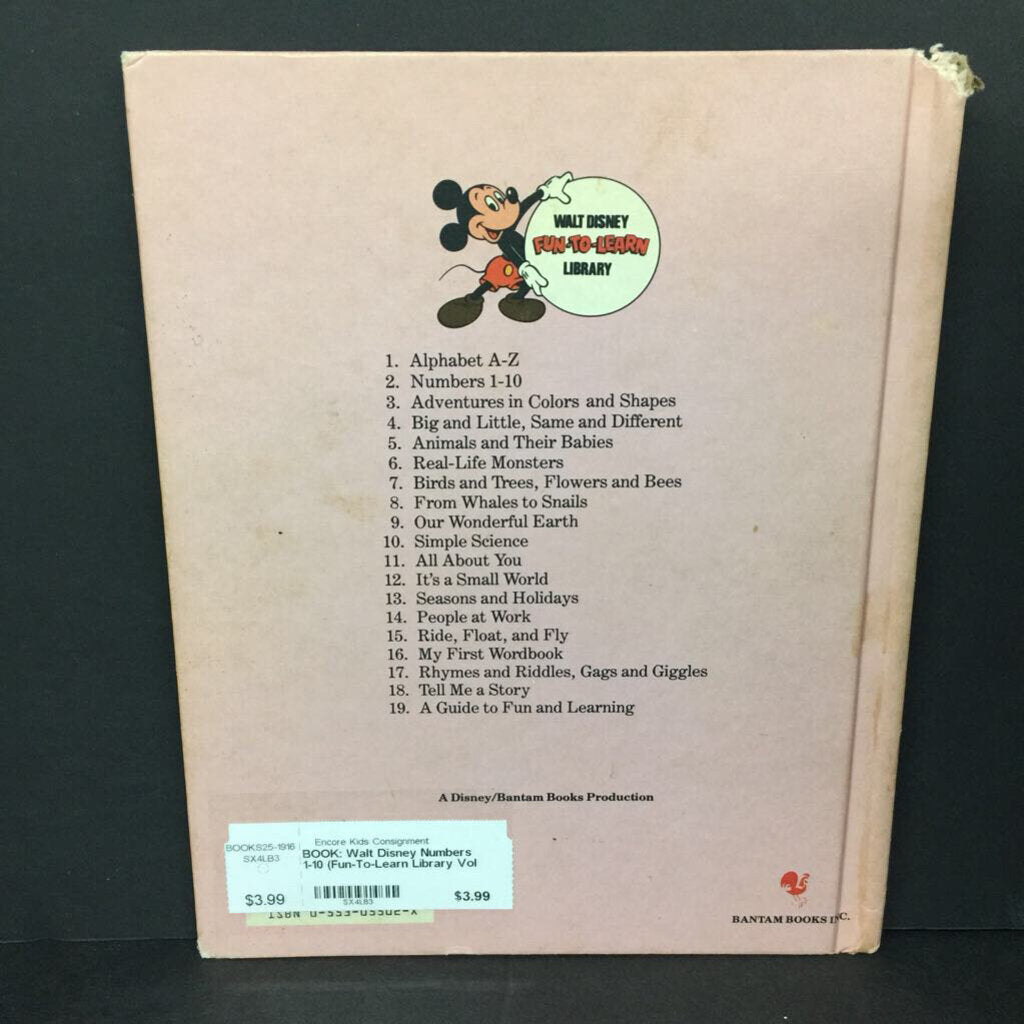 WALT DISNEY
FUN-TO-LEARN
LIBRARY
1. Alphabet A-Z
2. Numbers 1-10
3. Adventures in Colors and Shapes
4. Big and Little, Same and Different
5. Animals and Their Babies
6. Real-Life Monsters
7. Birds and Trees, Flowers and Bees
8. From Whales to Snails
9. Our Wonderful Earth
10. Simple Science
11. All About You
12. It's a Small World
13. Seasons and Holidays
14. People at Work
15. Ride, Float, and Fly
16. My First Wordbook
17. Rhymes and Riddles, Gags and Giggles
18. Tell Me a Story
19. A Guide to Fun and Learning
A Disney/Bantam Books Production
BOOKS25-1916
SX4LB3
$3.99
Encore Kids Consignment
BOOK: Walt Disney Numbers
1-10 (Fun-To-Learn Library Vol
SX4LB3
$3.99
ISBN
BANTAM BOOKS INC.